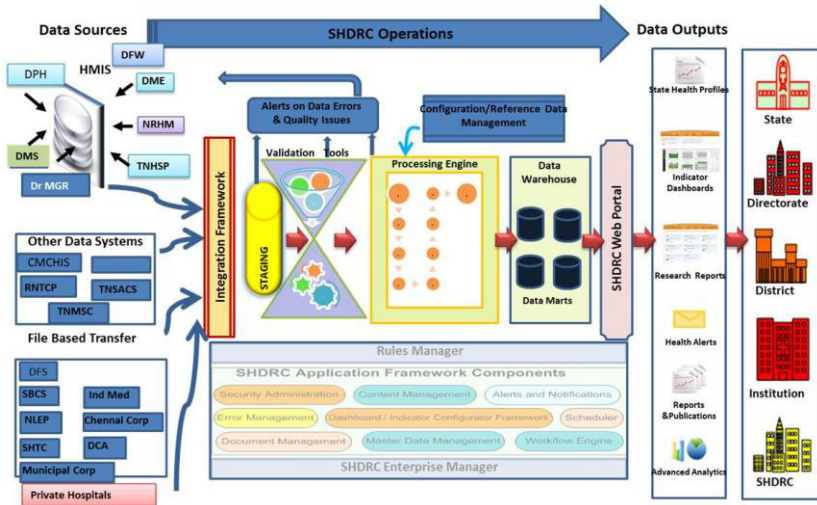 Data Sources
SHDRC Operations
Data Outputs
DFW
HMIS
DPH
DME
NRHM
DMS
TNHSP
Dr MGR
Alerts on Data Errors
& Quality Issues
Configuration/Reference Data
Management
Validation Tools
Processing Engine
Data
Warehouse
Integration Framework
STAGING
Data Marts
SHDRC Web Portal
Other Data Systems
CMCHIS
RNTCP
TNSACS
TNMSC
File Based Transfer
DFS
SBCS
Ind Med
NLEP
Chennai Corp
SHTC
DCA
Municipal Corp
Private Hospitals
Rules Manager
SHDRC Application Framework Components
Security Administration
Content Management
Alerts and Notifications
Error Management
Dashboard / Indicator Configurator Framework
Scheduler
Document Management
Master Data Management
Workflow Engine
SHDRC Enterprise Manager
State Health Profiles
Indicator
Dashboards
Research Reports
Health Alerts
Reports
&Publications
Advanced Analytics
State
Directorate
District
Institution
SHDRC